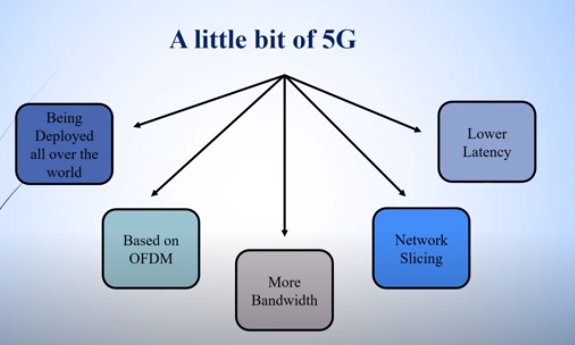 A little bit of 5G
Being
Deployed
all over the
world
Based on
OFDM
More
Bandwidth
Network
Slicing
Lower
Latency